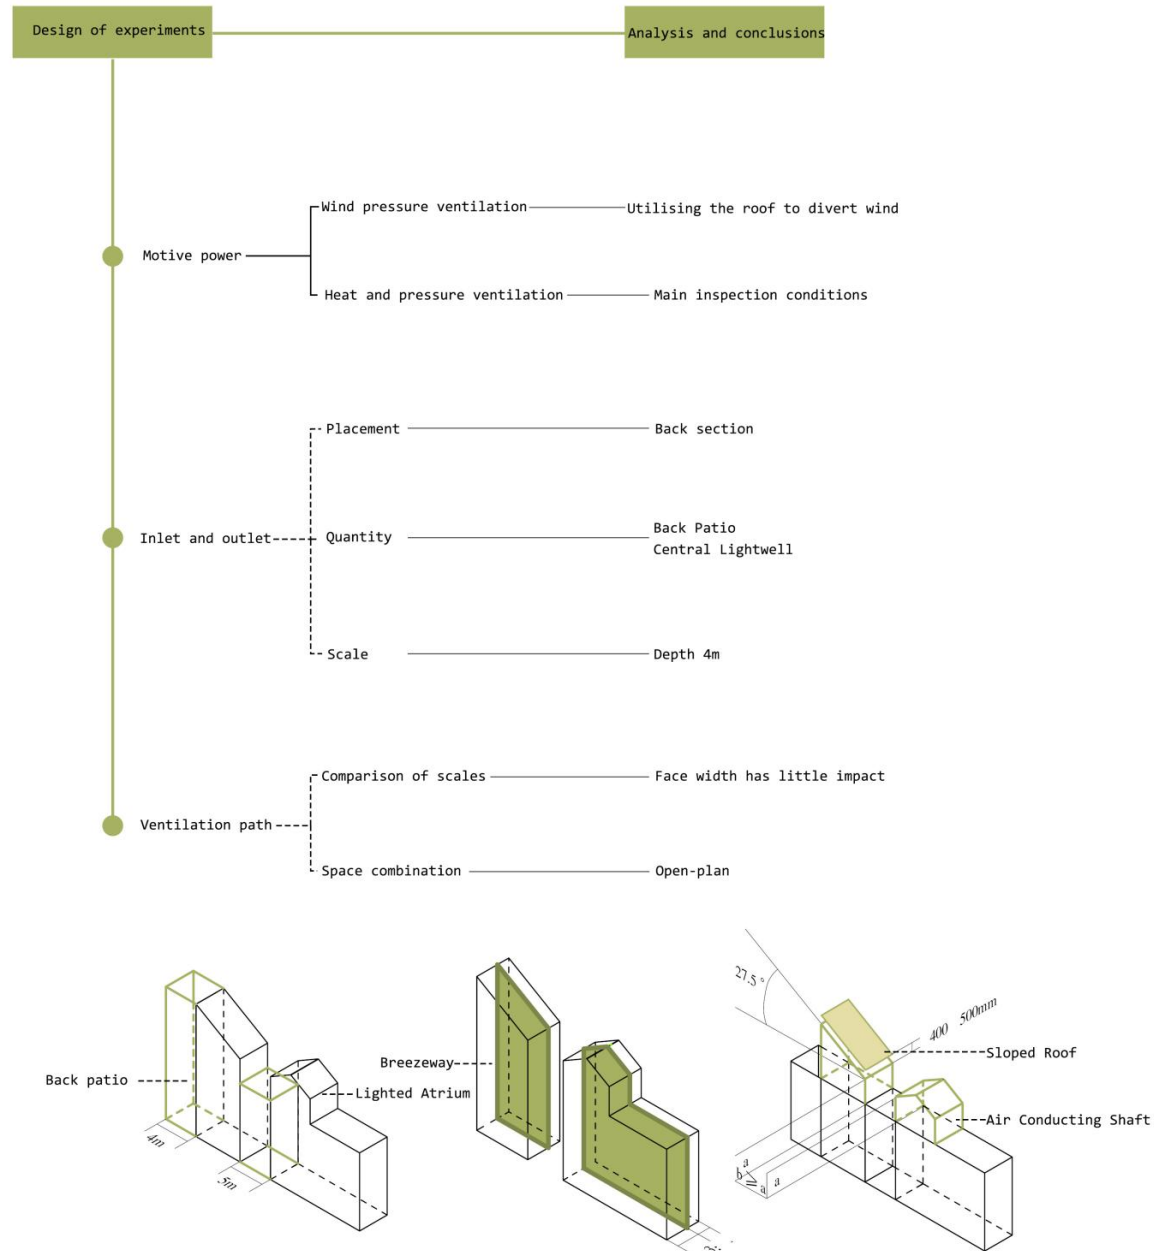 Design of experiments
Analysis and conclusions
Wind pressure ventilation
Utilising the roof to divert wind
Motive power
Heat and pressure ventilation
Main inspection conditions
Placement
Back section
Inlet and outlet
Quantity
Back Patio
Central Lightwell
Scale
Depth 4m
Comparison of scales
Face width has little impact
Ventilation path
Space combination
Open-plan
27.5°
400
500mm
Sloped Roof
Breezeway
Back patio
Lighted Atrium
Air Conducting Shaft
4m
5m
a
b
≥
a
a